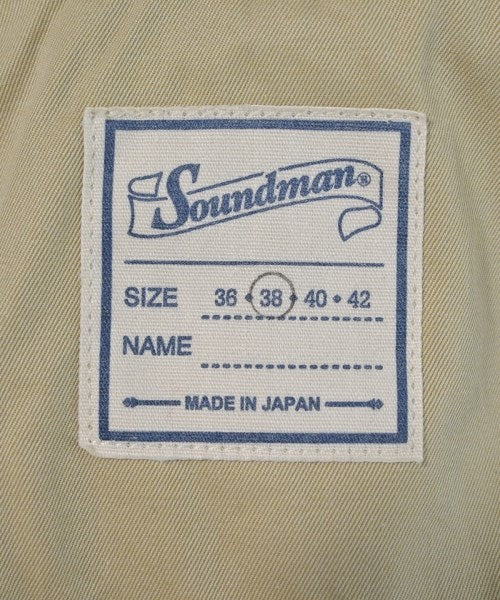 Soundman®
SIZE 36 • 38 • 40 • 42
NAME
MADE IN JAPAN